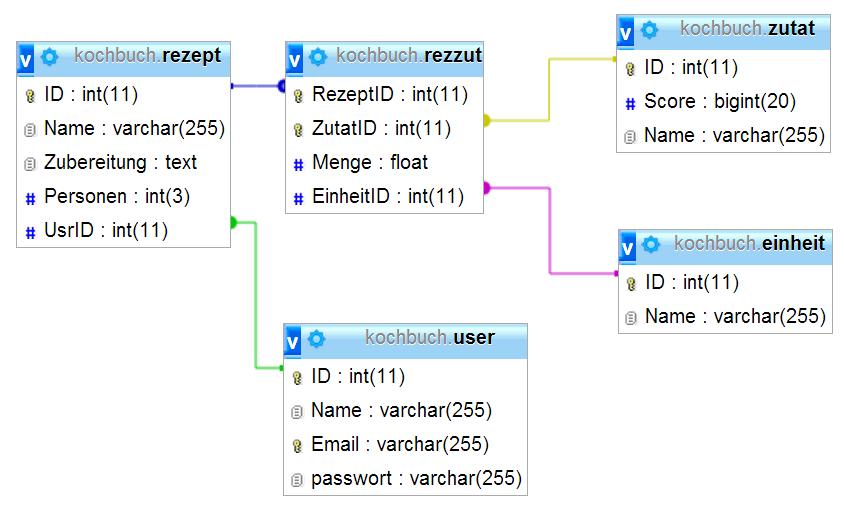 v kochbuch.rezept
ID : int(11)
Name : varchar(255)
Zubereitung : text
# Personen : int(3)
# UsrID : int(11)
v kochbuch.rezzut
RezeptID : int(11)
ZutatID : int(11)
# Menge : float
# EinheitID : int(11)
v kochbuch.zutat
ID : int(11)
# Score : bigint(20)
Name : varchar(255)
v kochbuch.einheit
ID : int(11)
Name : varchar(255)
v kochbuch.user
ID : int(11)
Name : varchar(255)
Email : varchar(255)
passwort : varchar(255)